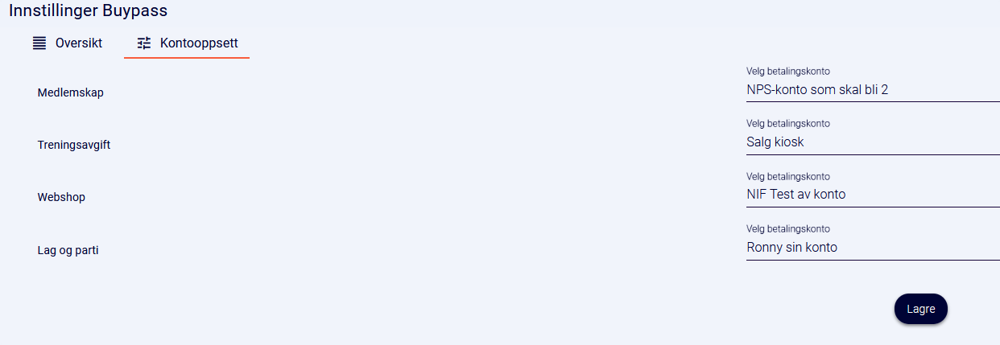 Innstillinger Buypass
Oversikt
Kontooppsett
Medlemskap
Velg betalingskonto
NPS-konto som skal bli 2
Treningsavgift
Velg betalingskonto
Salg kiosk
Webshop
Velg betalingskonto
NIF Test av konto
Lag og parti
Velg betalingskonto
Ronny sin konto
Lagre